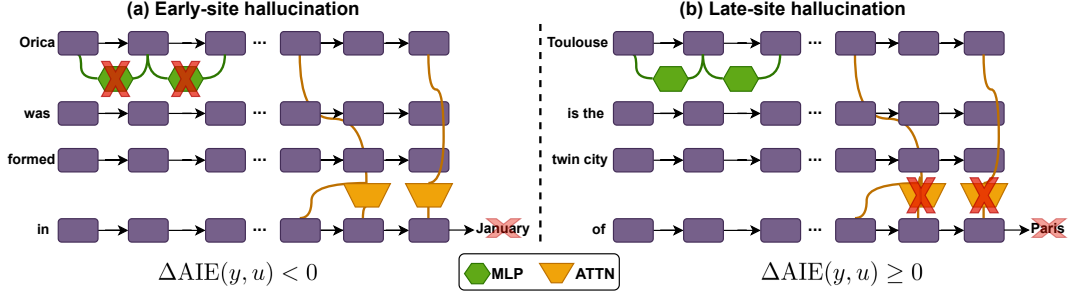 (a) Early-site hallucination
Orica
...
was
...
formed
...
in
...
January
ΔAIE(y, u) < 0
(b) Late-site hallucination
Toulouse
...
is the
...
twin city
...
of
...
Paris
ΔAIE(y, u) ≥ 0
MLP ATTN